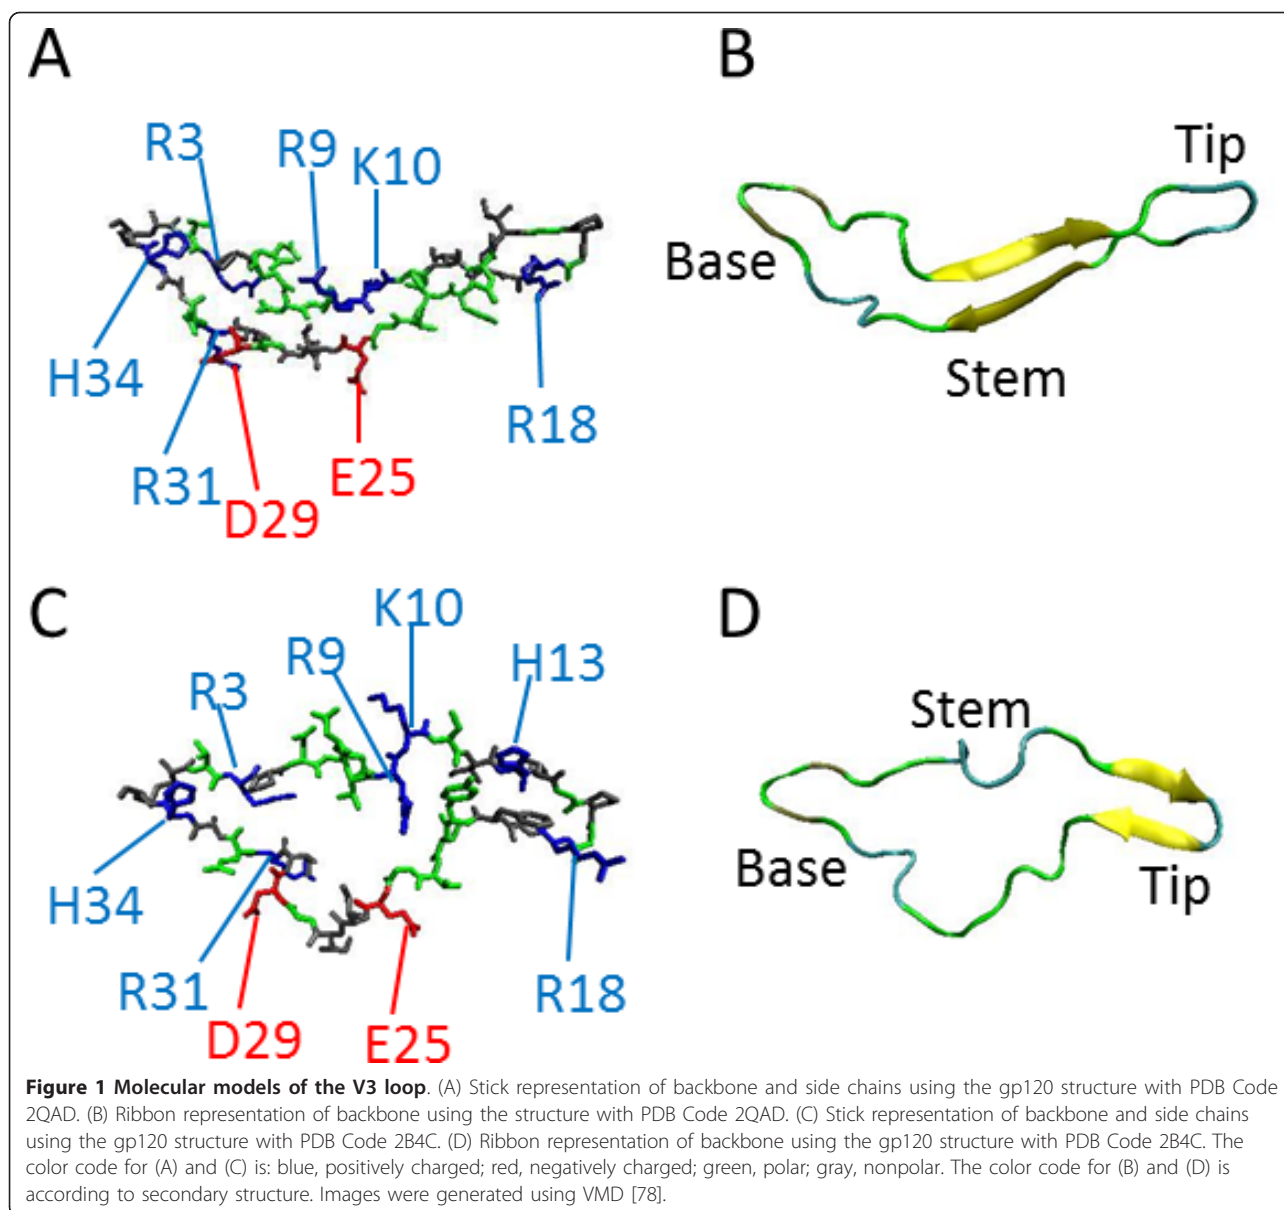 A
B
R3
R9
K10
Tip
Base
H34
R18
Stem
R31
E25
D29
C
K10
D
R9
H13
R3
Stem
Base
Tip
H34
R31
R18
D29
E25
Figure 1 Molecular models of the V3 loop. (A) Stick representation of backbone and side chains using the gp120 structure with PDB Code
2QAD. (B) Ribbon representation of backbone using the structure with PDB Code 2QAD. (C) Stick representation of backbone and side chains
using the gp120 structure with PDB Code 2B4C. (D) Ribbon representation of backbone using the gp120 structure with PDB Code 2B4C. The
color code for (A) and (C) is: blue, positively charged; red, negatively charged; green, polar; gray, nonpolar. The color code for (B) and (D) is
according to secondary structure. Images were generated using VMD [78].